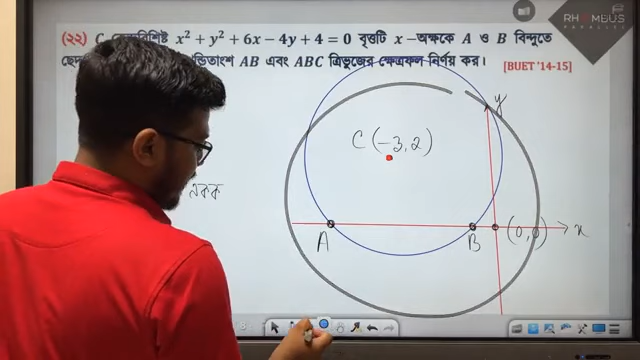 RHOMBUS
PARALLEL
(২২) C কেন্দ্রবিশিষ্ট x² + y² + 6x − 4y + 4 = 0 বৃত্তটি x −অক্ষকে A ও B বিন্দুতে
AB এবং ABC ত্রিভুজের ক্ষেত্রফল নির্ণয় কর। [BUET '14-15]
y
C (−3, 2)
A B (0, 0) x